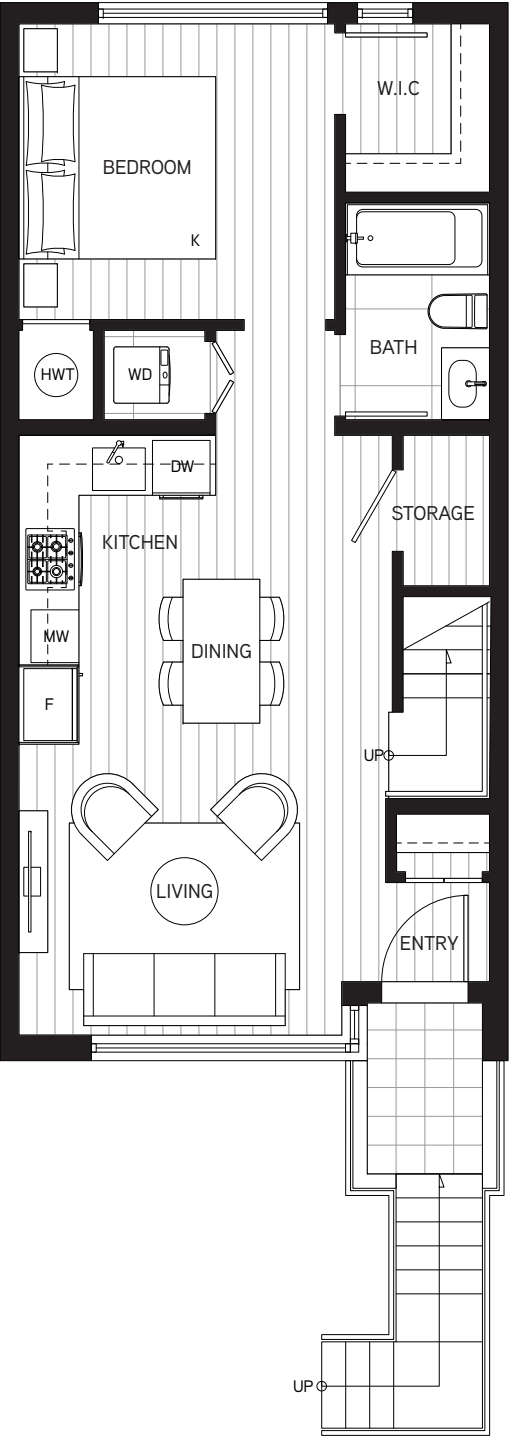 W.I.C
BEDROOM
K
BATH
HWT
WD
DW
STORAGE
KITCHEN
MW
DINING
F
UP
LIVING
ENTRY
UP